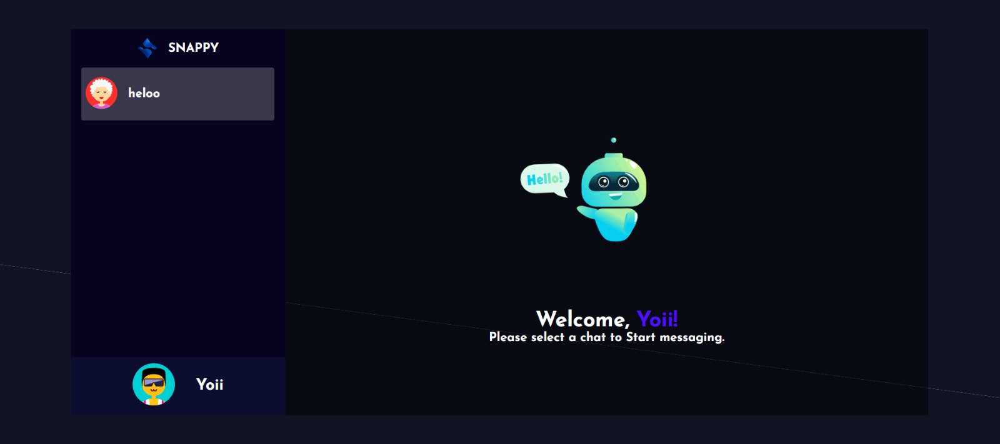 SNAPPY
heloo
Hello!
Welcome, Yoii!
Please select a chat to Start messaging.
Yoii